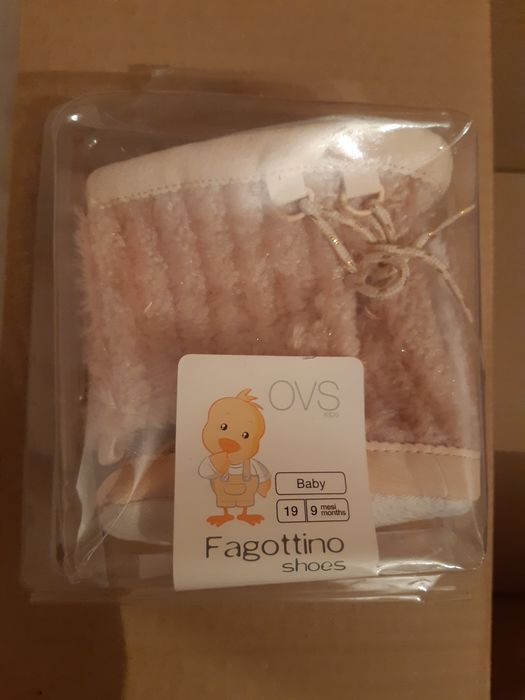 OVS
KIDS
Baby
19 9 mesi
months
Fagottino
shoes